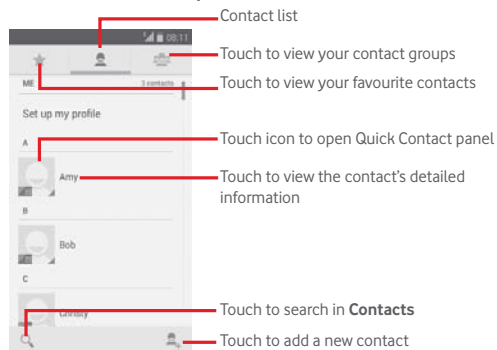 Contact list
08:11
Touch to view your contact groups
Touch to view your favourite contacts
ME 3 contacts
Set up my profile
Touch icon to open Quick Contact panel
A
Amy
Touch to view the contact's detailed
information
B
Bob
C
Christy
Touch to search in Contacts
Touch to add a new contact